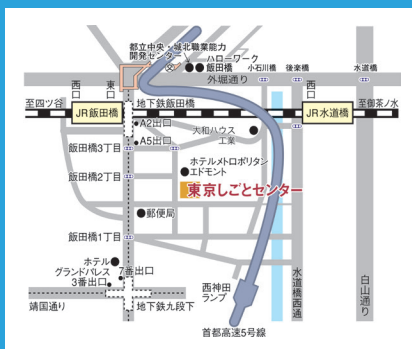 都立中央・城北職業能力
開発センター
ハローワーク
飯田橋
小石川橋
後楽橋
水道橋
外堀通り
西口
東口
西口
至四ツ谷
JR飯田橋
地下鉄飯田橋
JR水道橋
至御茶ノ水
A2出口
大和ハウス
工業
飯田橋3丁目
A5出口
ホテルメトロポリタン
エドモント
飯田橋2丁目
東京しごとセンター
郵便局
飯田橋1丁目
ホテル
グランドパレス
7番出口
3番出口
西神田
ランプ
水道橋西通
白山通り
靖国通り
地下鉄九段下
首都高速5号線